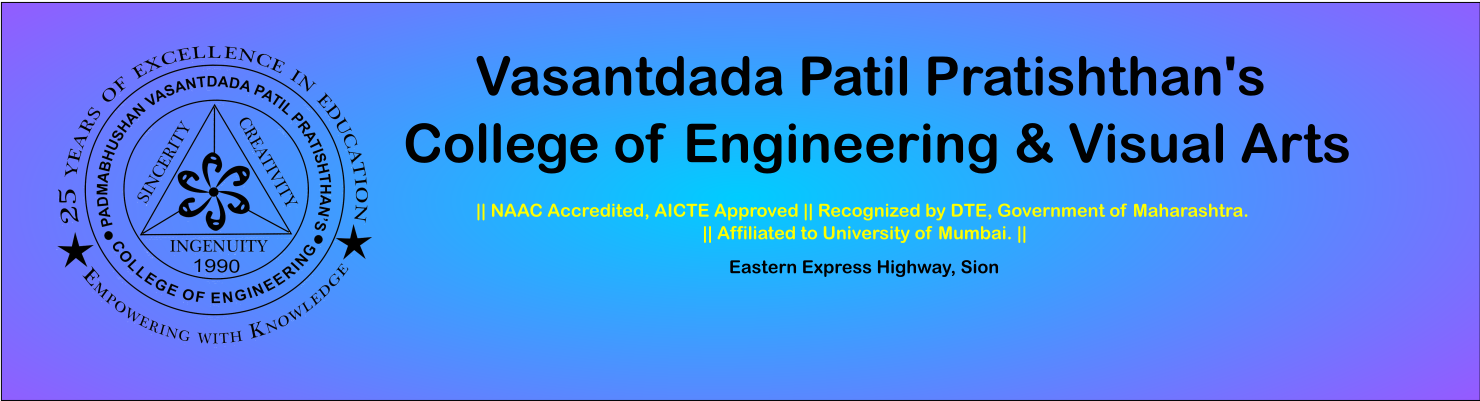 25 YEARS OF EXCELLENCE IN EDUCATION
PADMABHUSHAN VASANTDADA PATIL PRATISHTHAN'S
SINCERITY
CREATIVITY
INGENUITY
1990
COLLEGE OF ENGINEERING
EMPOWERING WITH KNOWLEDGE
Vasantdada Patil Pratishthan's
College of Engineering & Visual Arts
|| NAAC Accredited, AICTE Approved || Recognized by DTE, Government of Maharashtra.
|| Affiliated to University of Mumbai. ||
Eastern Express Highway, Sion